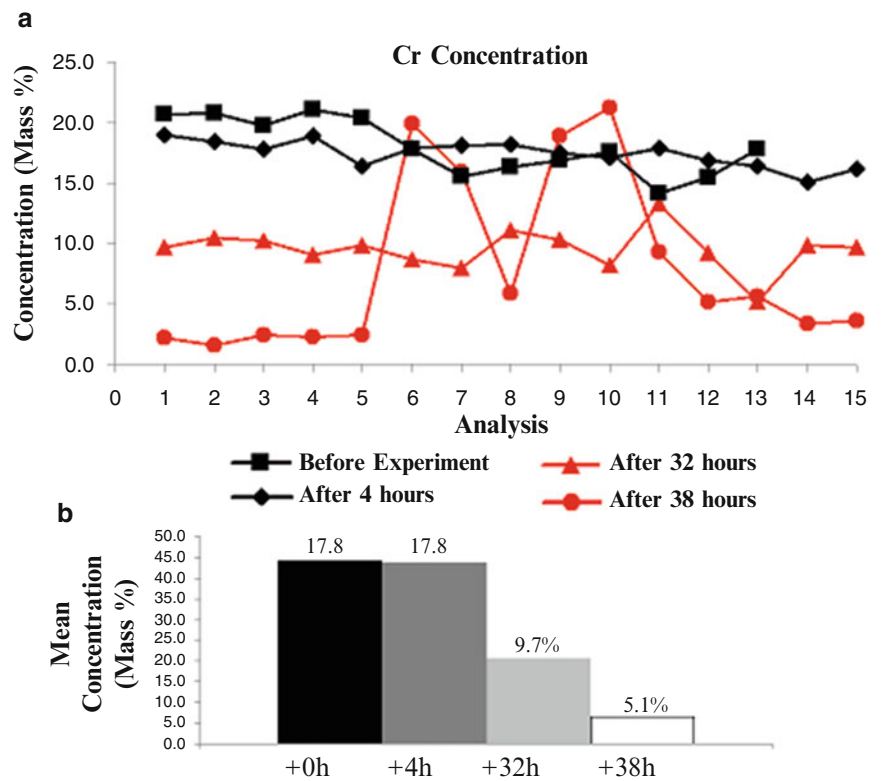 a
Cr Concentration
Concentration (Mass %)
25.0
20.0
15.0
10.0
5.0
0.0
0 1 2 3 4 5 6 7 8 9 10 11 12 13 14 15
Analysis
Before Experiment
After 32 hours
After 4 hours
After 38 hours
b
Mean
Concentration
(Mass %)
50.0
45.0
40.0
35.0
30.0
25.0
20.0
15.0
10.0
5.0
0.0
17.8
17.8
9.7%
5.1%
+0h +4h +32h +38h